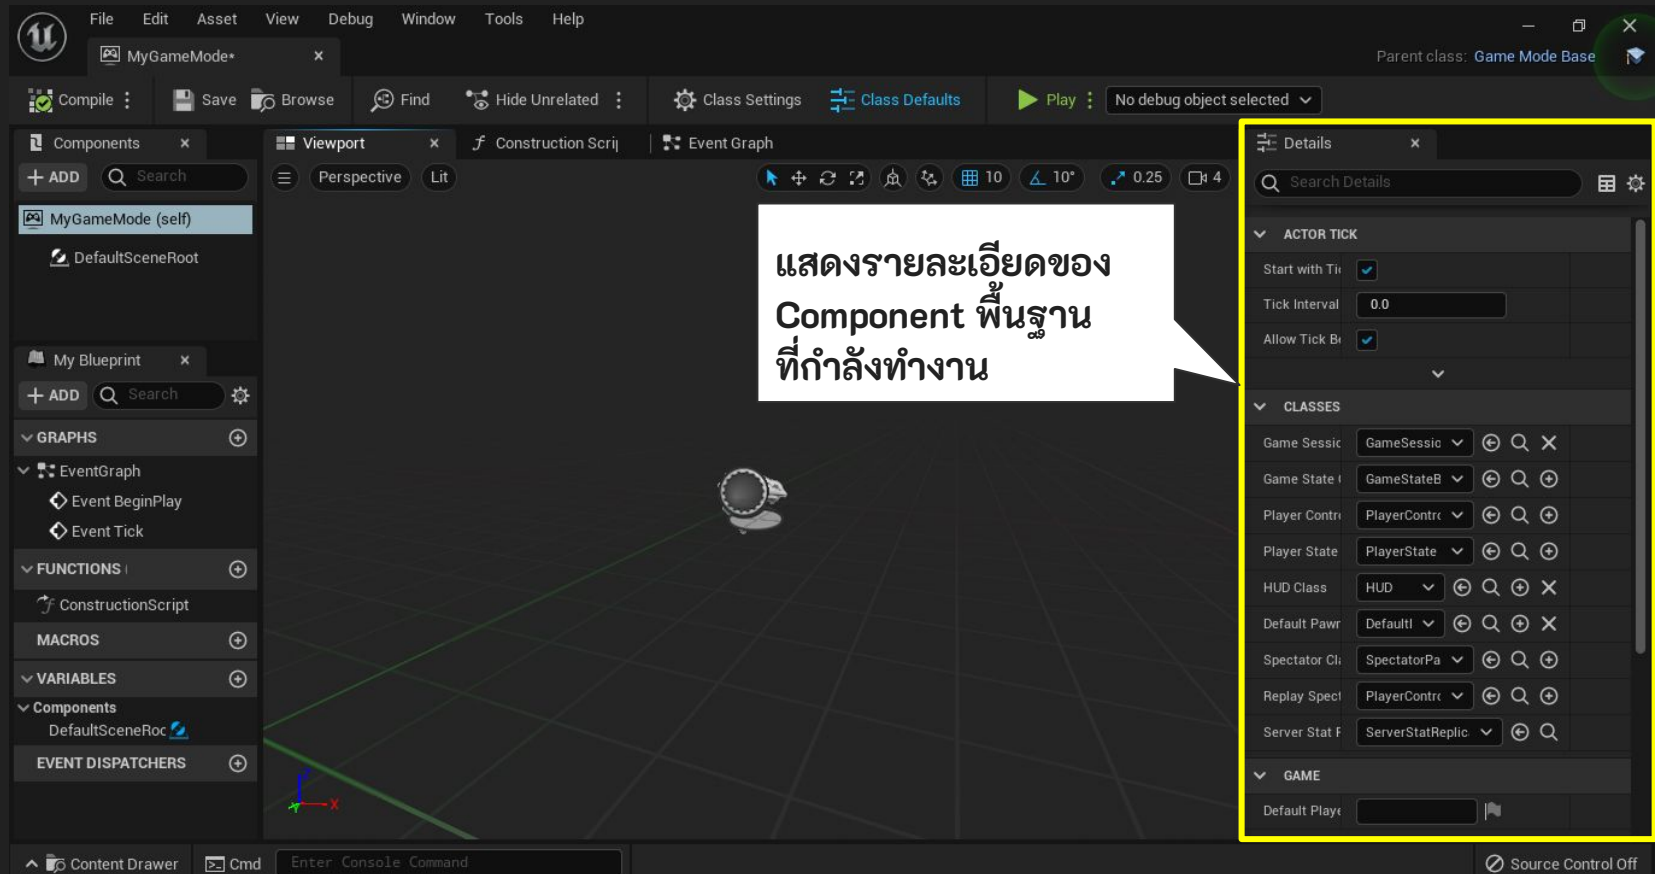 File Edit Asset View Debug Window Tools Help
MyGameMode*
Parent class: Game Mode Base
Compile Save Browse Find Hide Unrelated Class Settings Class Defaults Play No debug object selected
Components
Viewport Construction Scri Event Graph
Details
+ ADD Search
Perspective Lit
10 10° 0.25 4
Search Details
MyGameMode (self)
DefaultSceneRoot
แสดงรายละเอียดของ
Component พื้นฐาน
ที่กำลังทำงาน
My Blueprint
+ ADD Search
GRAPHS
EventGraph
Event BeginPlay
Event Tick
FUNCTIONS
ConstructionScript
MACROS
VARIABLES
Components
DefaultSceneRoc
EVENT DISPATCHERS
Z
Y
X
ACTOR TICK
Start with Tic
Tick Interval 0.0
Allow Tick Be
CLASSES
Game Sessic GameSessic
Game State ( GameStateB
Player Contro PlayerContrc
Player State PlayerState
HUD Class HUD
Default Pawn Defaultl
Spectator Cla SpectatorPa
Replay Spect PlayerContrc
Server Stat F ServerStatReplic
GAME
Default Playe
Content Drawer Cmd Enter Console Command
Source Control Off